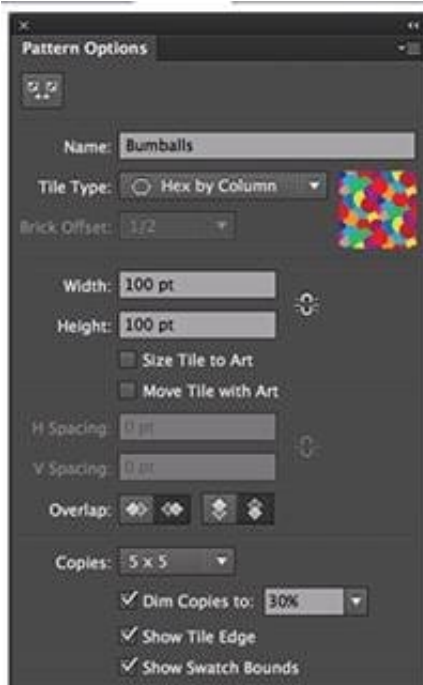 Pattern Options
Name: Bumballs
Tile Type: Hex by Column
Brick Offset: 1/2
Width: 100 pt
Height: 100 pt
Size Tile to Art
Move Tile with Art
H Spacing: 0 pt
V Spacing: 0 pt
Overlap:
Copies: 5 x 5
Dim Copies to: 30%
Show Tile Edge
Show Swatch Bounds